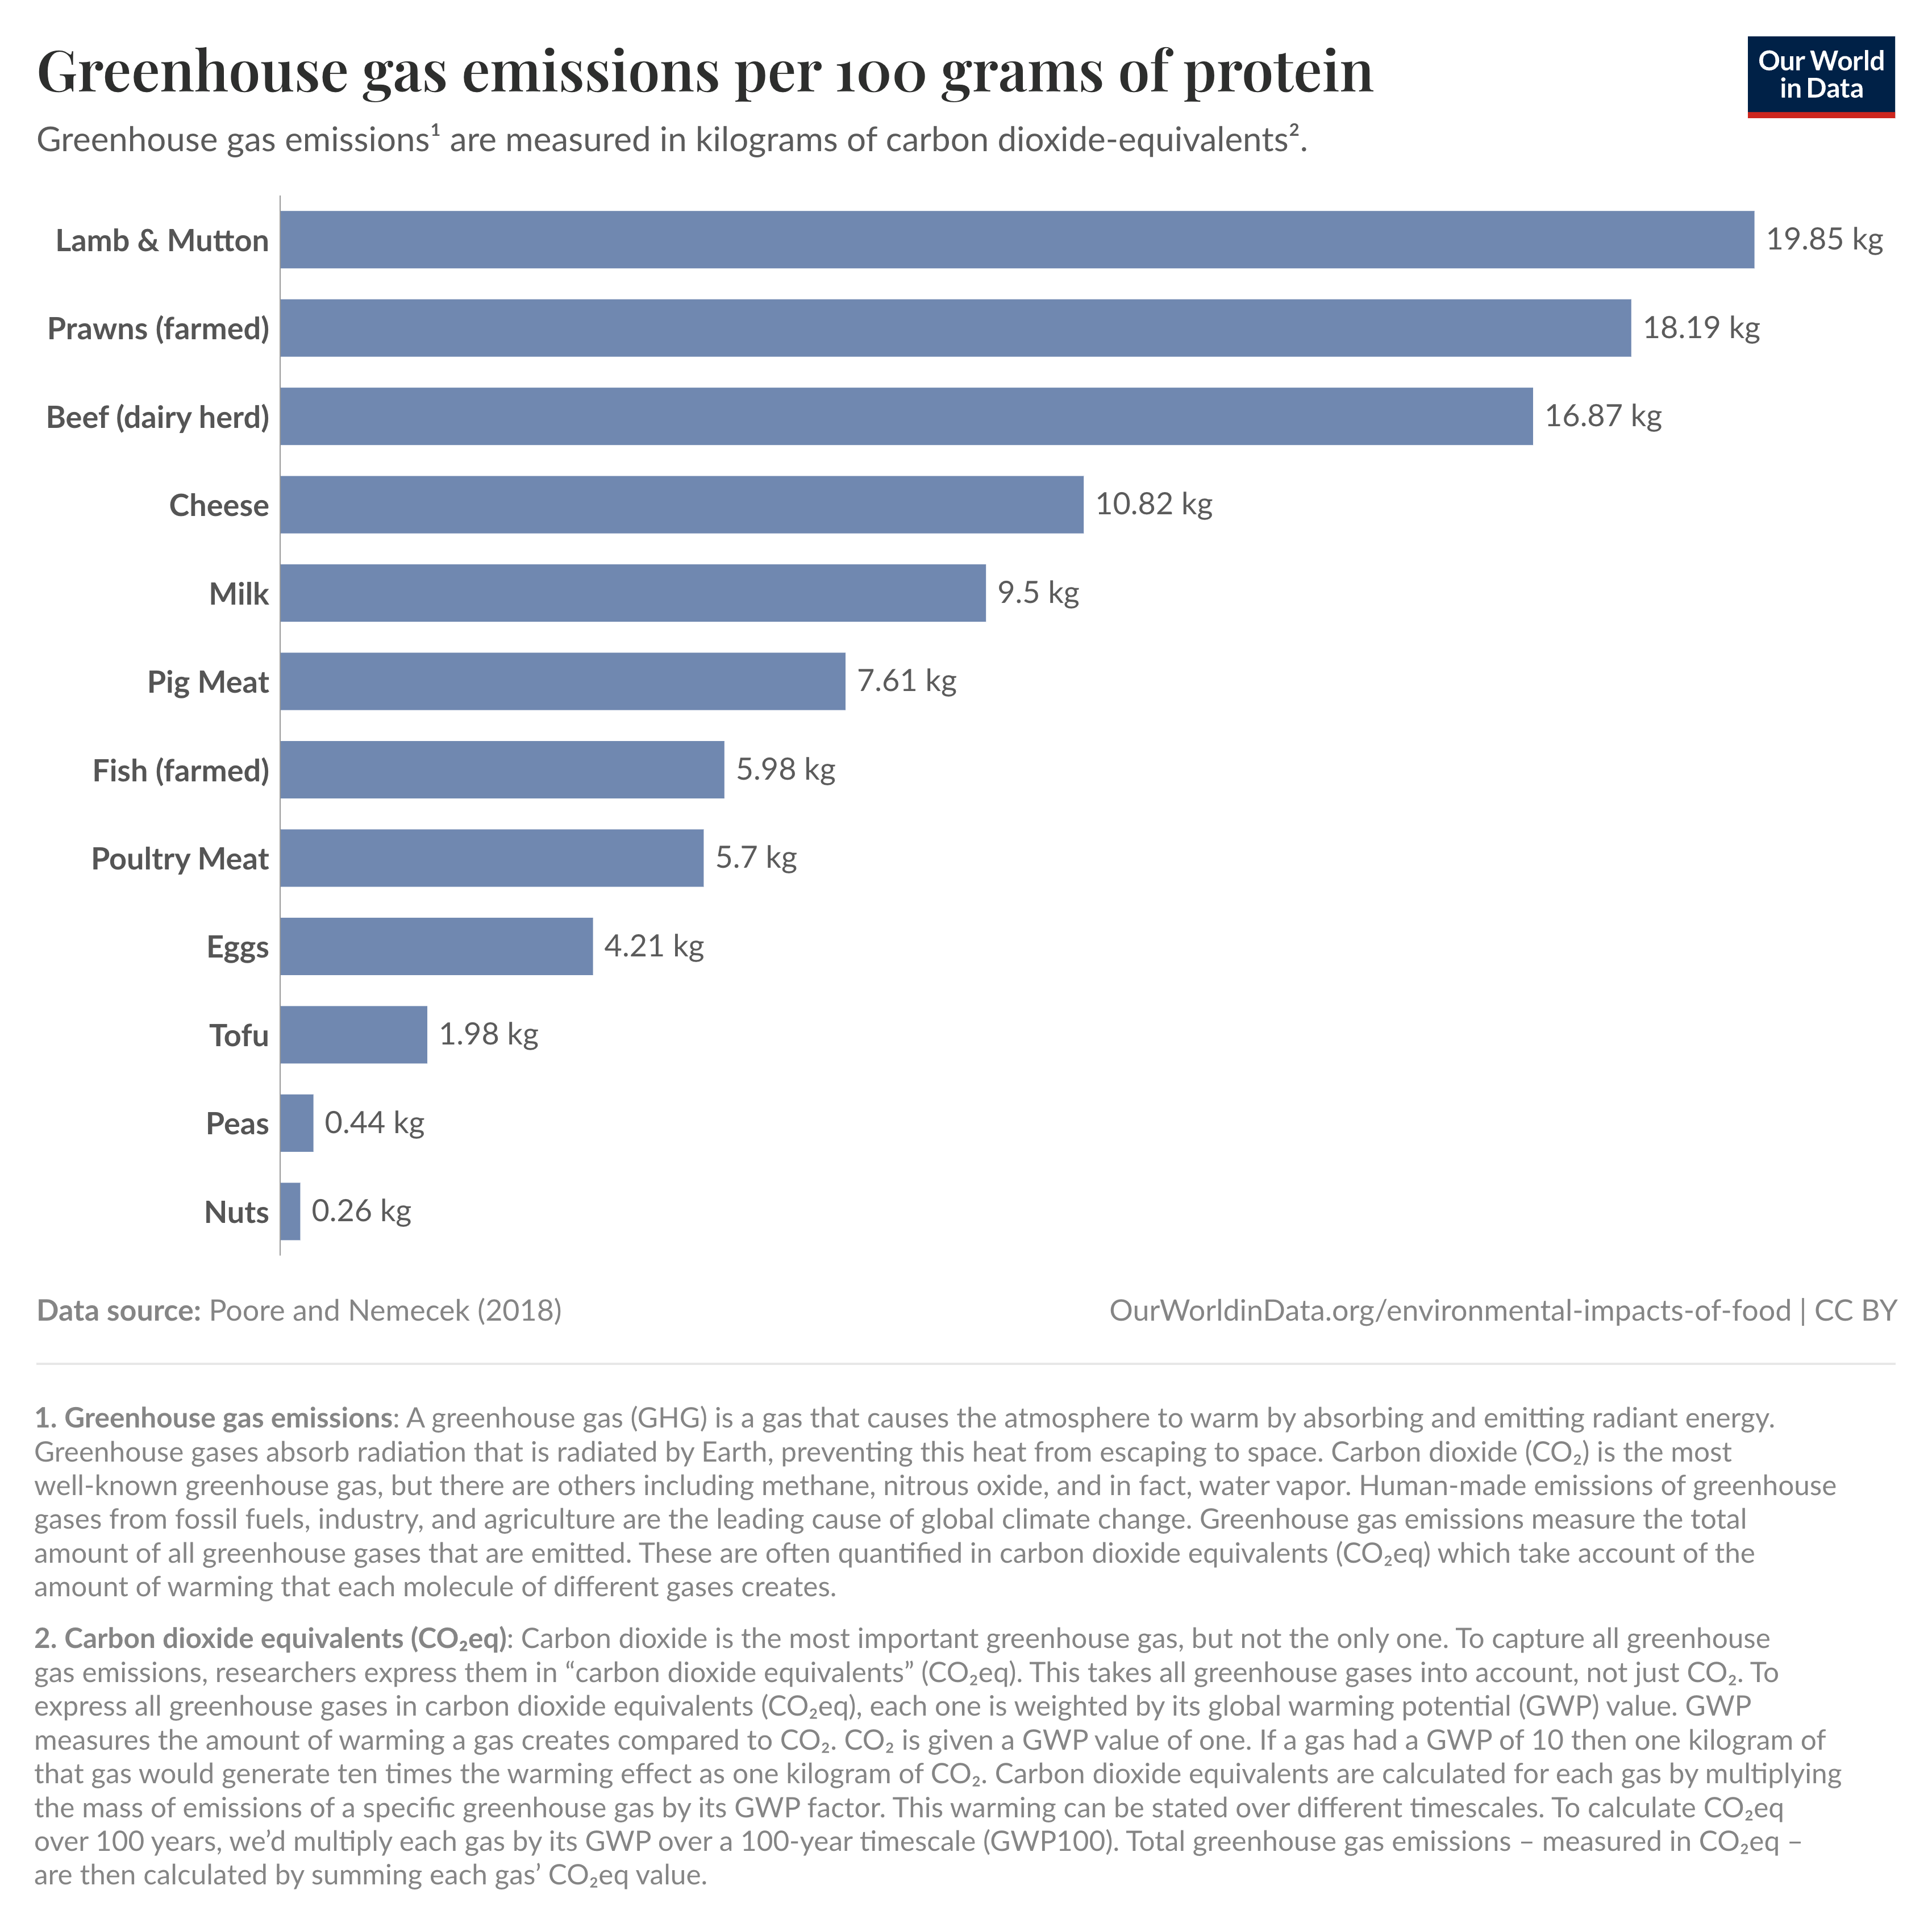 Greenhouse gas emissions per 100 grams of protein
Our World
in Data
Greenhouse gas emissions¹ are measured in kilograms of carbon dioxide-equivalents².
Lamb & Mutton 19.85 kg
Prawns (farmed) 18.19 kg
Beef (dairy herd) 16.87 kg
Cheese 10.82 kg
Milk 9.5 kg
Pig Meat 7.61 kg
Fish (farmed) 5.98 kg
Poultry Meat 5.7 kg
Eggs 4.21 kg
Tofu 1.98 kg
Peas 0.44 kg
Nuts 0.26 kg
Data source: Poore and Nemecek (2018)
OurWorldinData.org/environmental-impacts-of-food | CC BY
1. Greenhouse gas emissions: A greenhouse gas (GHG) is a gas that causes the atmosphere to warm by absorbing and emitting radiant energy.
Greenhouse gases absorb radiation that is radiated by Earth, preventing this heat from escaping to space. Carbon dioxide (CO₂) is the most
well-known greenhouse gas, but there are others including methane, nitrous oxide, and in fact, water vapor. Human-made emissions of greenhouse
gases from fossil fuels, industry, and agriculture are the leading cause of global climate change. Greenhouse gas emissions measure the total
amount of all greenhouse gases that are emitted. These are often quantified in carbon dioxide equivalents (CO₂eq) which take account of the
amount of warming that each molecule of different gases creates.
2. Carbon dioxide equivalents (CO₂eq): Carbon dioxide is the most important greenhouse gas, but not the only one. To capture all greenhouse
gas emissions, researchers express them in “carbon dioxide equivalents” (CO₂eq). This takes all greenhouse gases into account, not just CO₂. To
express all greenhouse gases in carbon dioxide equivalents (CO₂eq), each one is weighted by its global warming potential (GWP) value. GWP
measures the amount of warming a gas creates compared to CO₂. CO₂ is given a GWP value of one. If a gas had a GWP of 10 then one kilogram of
that gas would generate ten times the warming effect as one kilogram of CO₂. Carbon dioxide equivalents are calculated for each gas by multiplying
the mass of emissions of a specific greenhouse gas by its GWP factor. This warming can be stated over different timescales. To calculate CO₂eq
over 100 years, we’d multiply each gas by its GWP over a 100-year timescale (GWP100). Total greenhouse gas emissions – measured in CO₂eq –
are then calculated by summing each gas’ CO₂eq value.